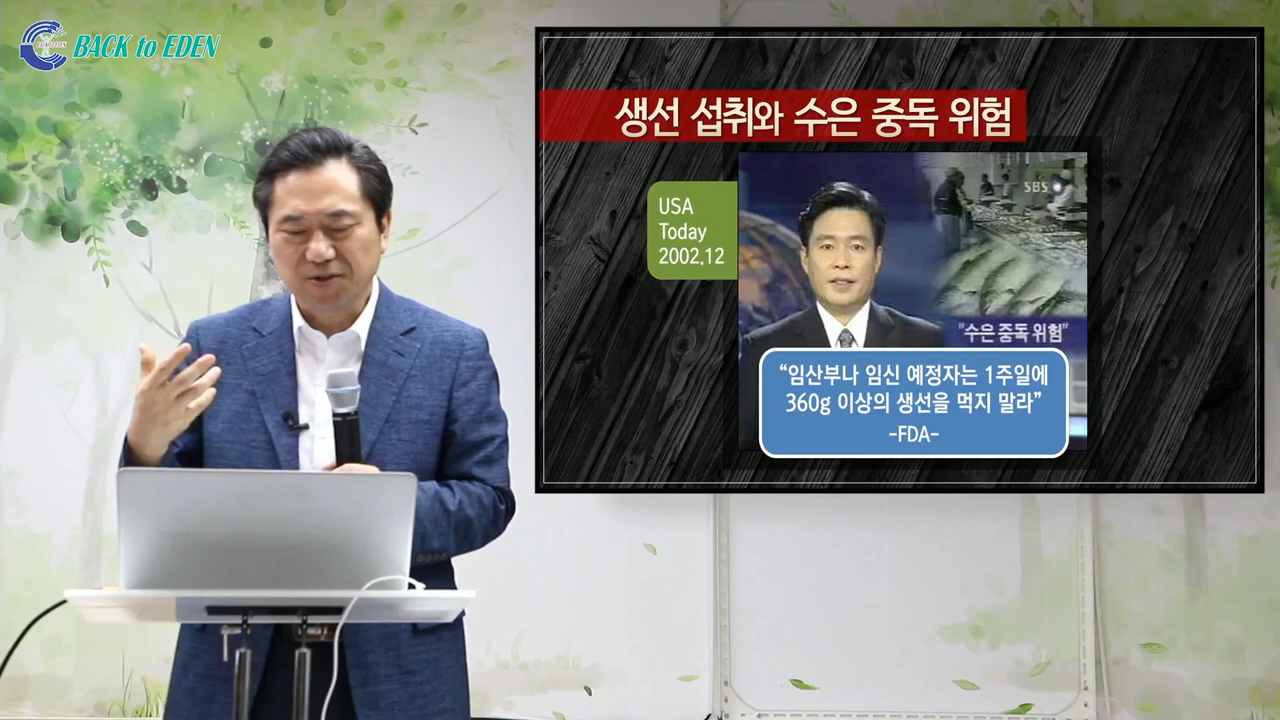 BACK to EDEN
생선 섭취와 수은 중독 위험
USA
Today
2002.12
SBS
"수은 중독 위험"
“임산부나 임신 예정자는 1주일에
360g 이상의 생선을 먹지 말라”
-FDA-